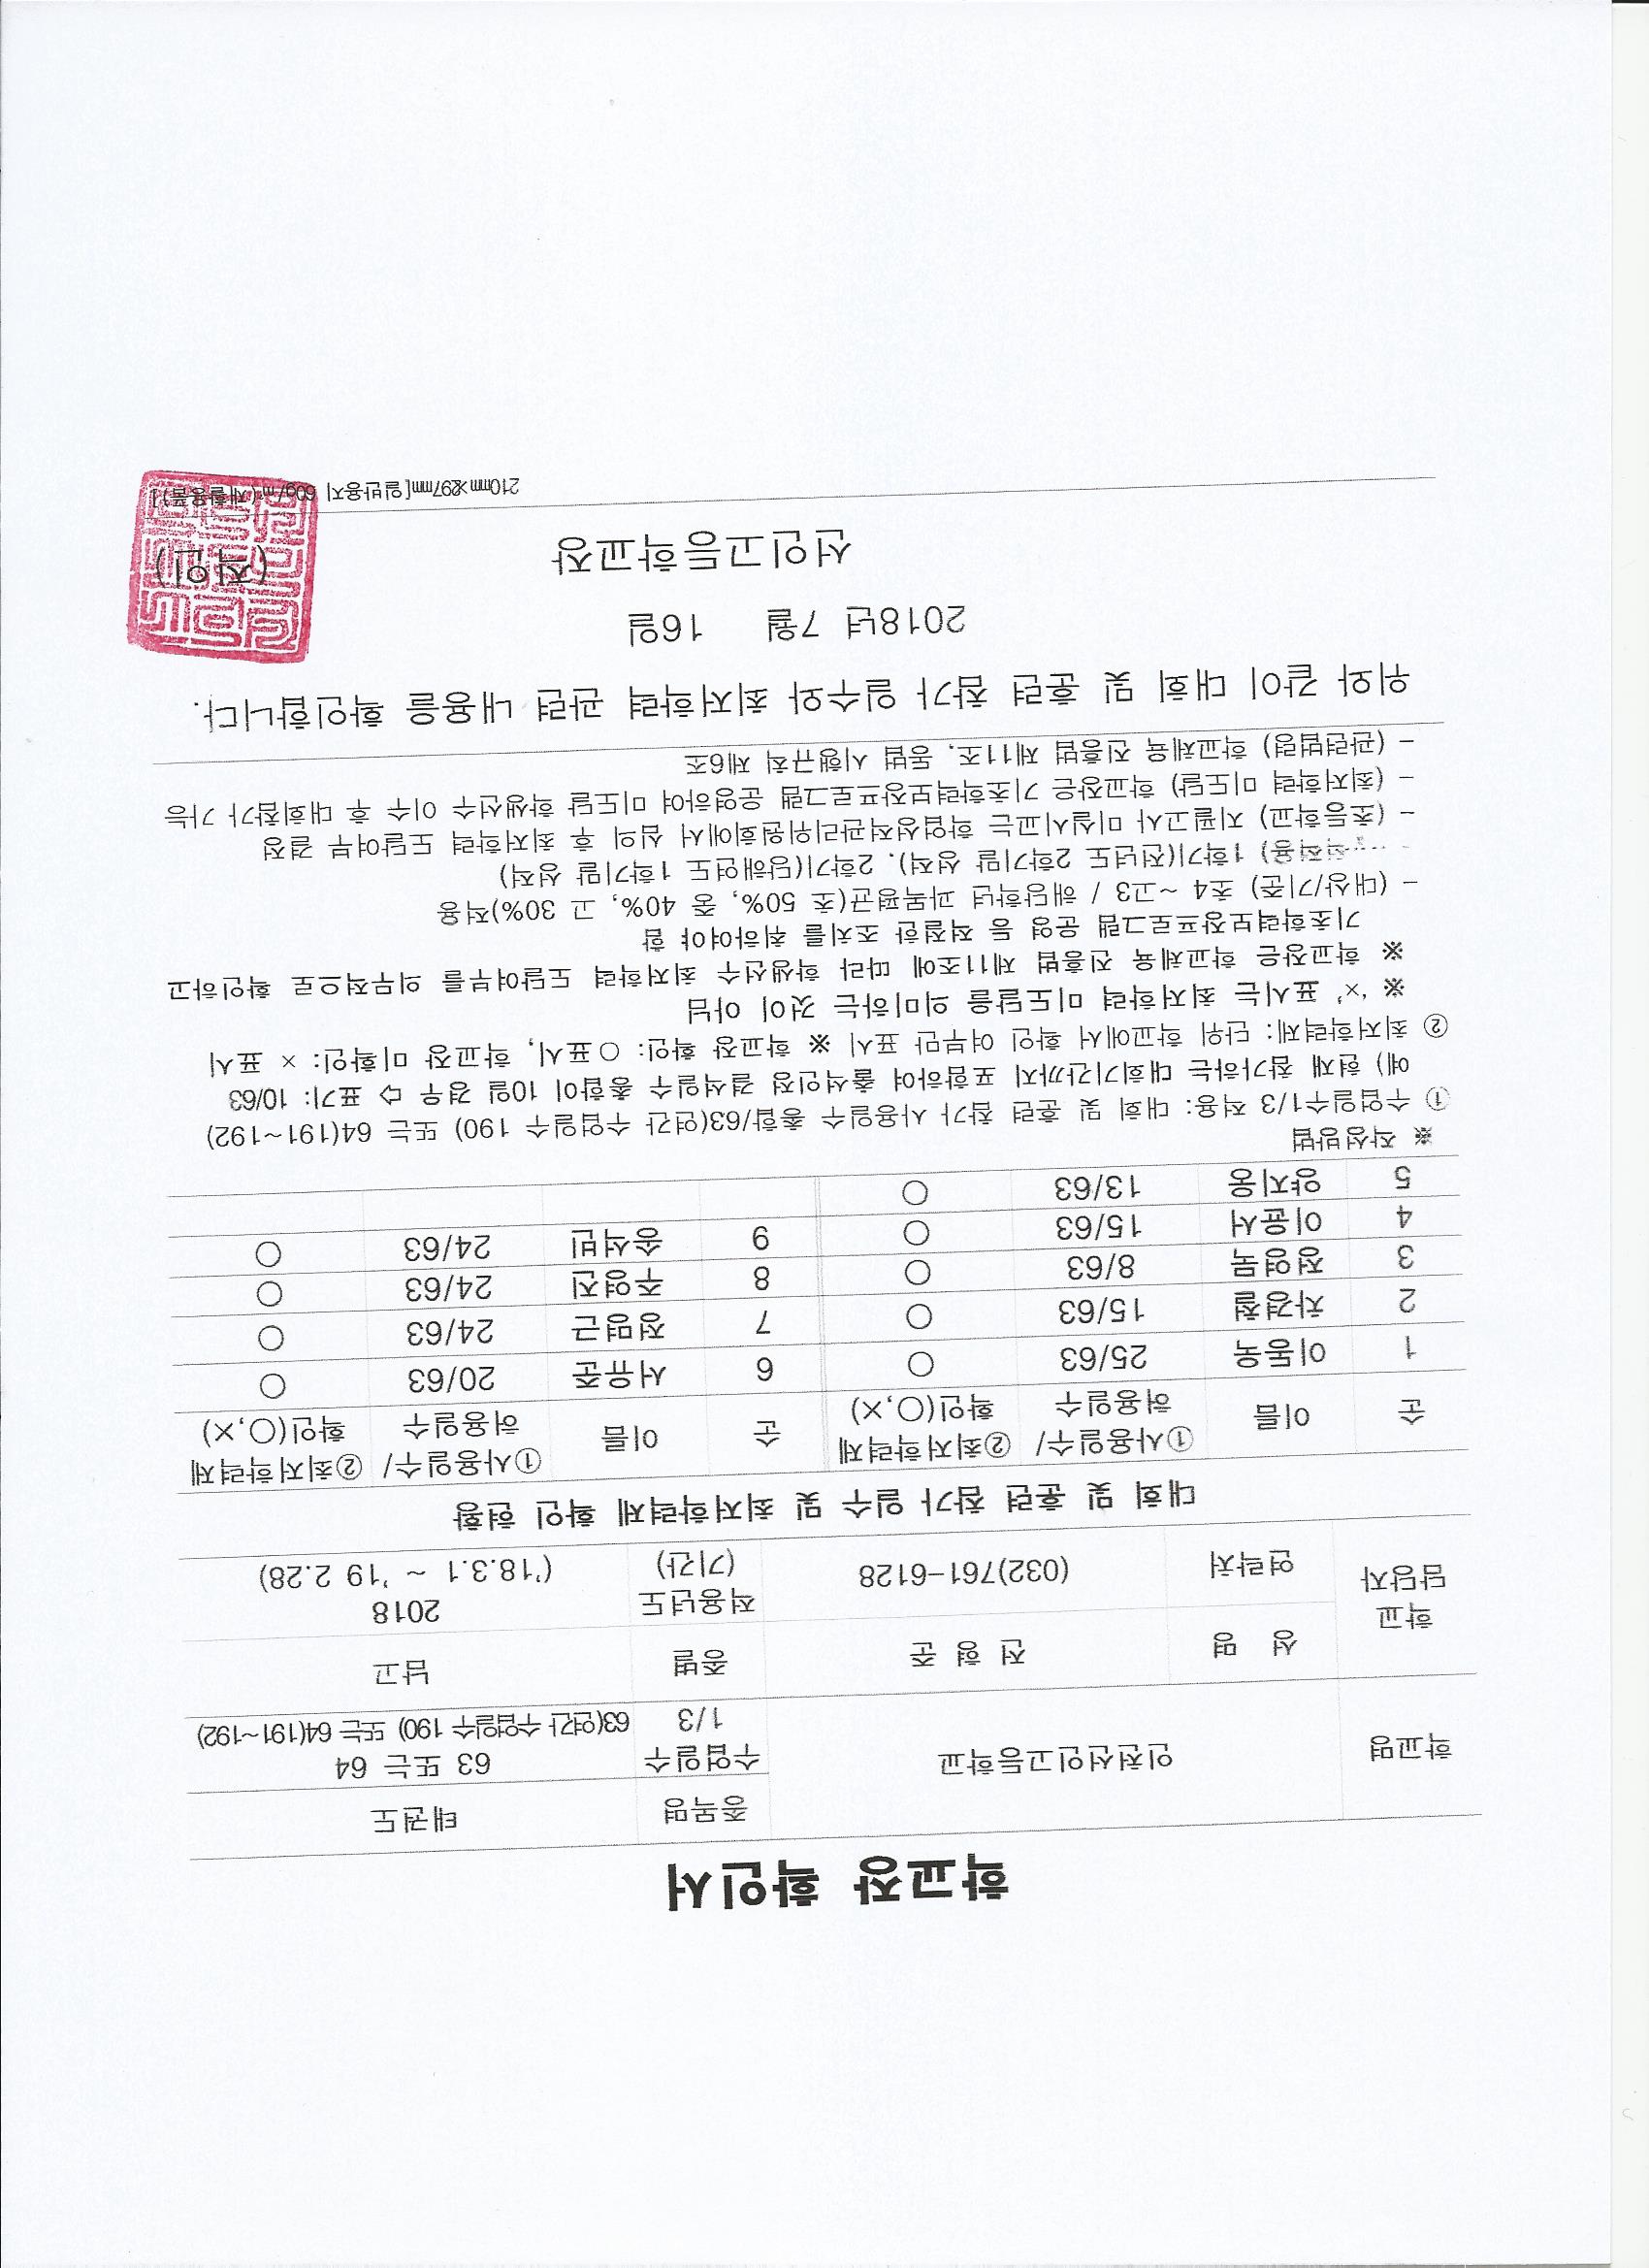 학교장 확인서
학교명 인천선인고등학교 종목명 태권도
수업일수 1/3 63 또는 64
63(연간 수업일수 190) 또는 64(191~192)
학교 담당자 성 명 전 형 준 종별 남고
연락처 (032)761-6128 적용년도 (기간) 2018
('18.3.1 ~ '19 2.28)
대회 및 훈련 참가 일수 및 최저학력제 확인 현황
순 이름 ①사용일수/허용일수 ②최저학력제 확인(○,×) 순 이름 ①사용일수/허용일수 ②최저학력제 확인(○,×)
1 이동욱 25/63 ○ 6 서유준 20/63 ○
2 차경철 15/63 ○ 7 정명근 24/63 ○
3 정영묵 8/63 ○ 8 주영진 24/63 ○
4 이윤서 15/63 ○ 9 송석빈 24/63 ○
5 양지웅 13/63 ○
※ 작성방법
① 수업일수1/3 적용: 대회 및 훈련 참가 사용일수 총합/63(연간 수업일수 190) 또는 64(191~192)
예) 현재 참가하는 대회기간까지 포함하여 출석인정 결석일수 총합이 10일 경우 ⇨ 표기: 10/63
② 최저학력제: 단위 학교에서 확인 여부만 표시 ※ 학교장 확인: ○표시, 학교장 미확인: × 표시
※ '×' 표시는 최저학력 미도달을 의미하는 것이 아님
※ 학교장은 학교체육 진흥법 제11조에 따라 학생선수 최저학력 도달여부를 의무적으로 확인하고
기초학력보장프로그램 운영 등 적절한 조치를 취하여야 함
- (대상/기준) 초4 ~고3 / 해당학년 과목평균(초 50%, 중 40%, 고 30%)적용
1학기(전년도 2학기말 성적), 2학기(당해연도 1학기말 성적)
- (초등학교) 지필고사 미실시교는 학업성적관리위원회에서 심의 후 최저학력 도달여부 결정
- (최저학력 미도달) 학교장은 기초학력보장프로그램 운영하여 미도달 학생선수 이수 후 대회참가 가능
- (관련법령) 학교체육 진흥법 제11조, 동법 시행규칙 제6조
위와 같이 대회 및 훈련 참가 일수와 최저학력 관련 내용을 확인합니다.
2018년 7월 16일
선인고등학교장 (직인)
210mm×297mm[일반용지 60g/㎡(재활용품)]